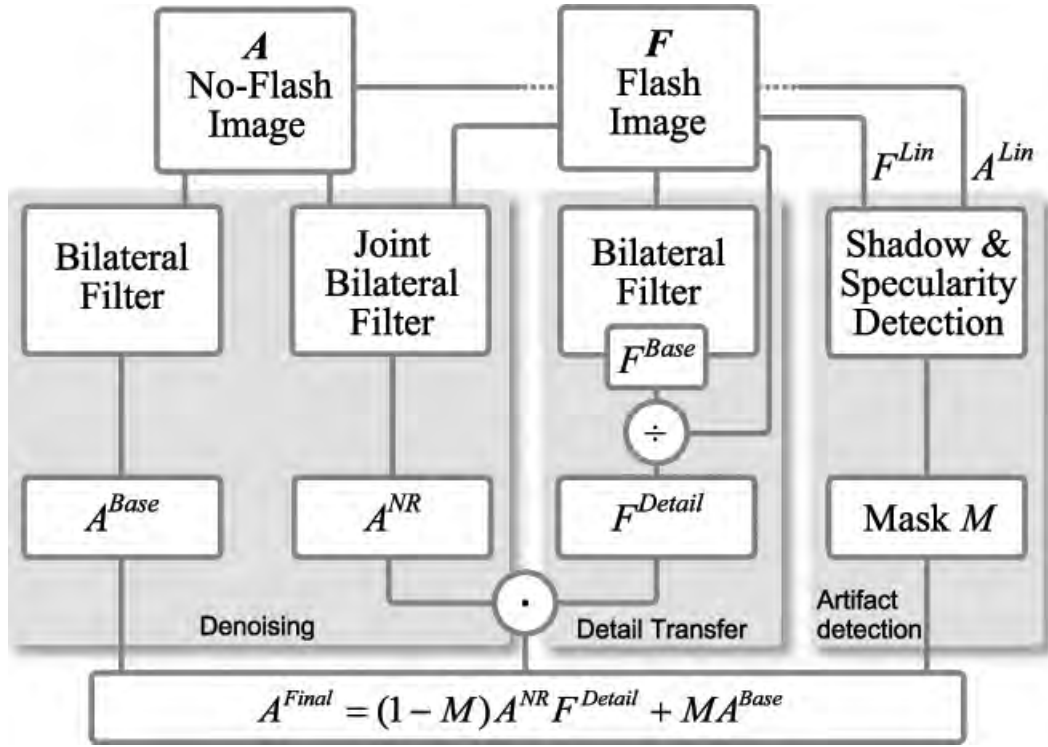 A
No-Flash
Image
F
Flash
Image
F^{Lin}
A^{Lin}
Bilateral
Filter
Joint
Bilateral
Filter
Bilateral
Filter
F^{Base}
÷
Shadow &
Specularity
Detection
A^{Base}
A^{NR}
F^{Detail}
Mask M
·
Denoising
Detail Transfer
Artifact
detection
A^{Final} = (1 − M) A^{NR} F^{Detail} + MA^{Base}